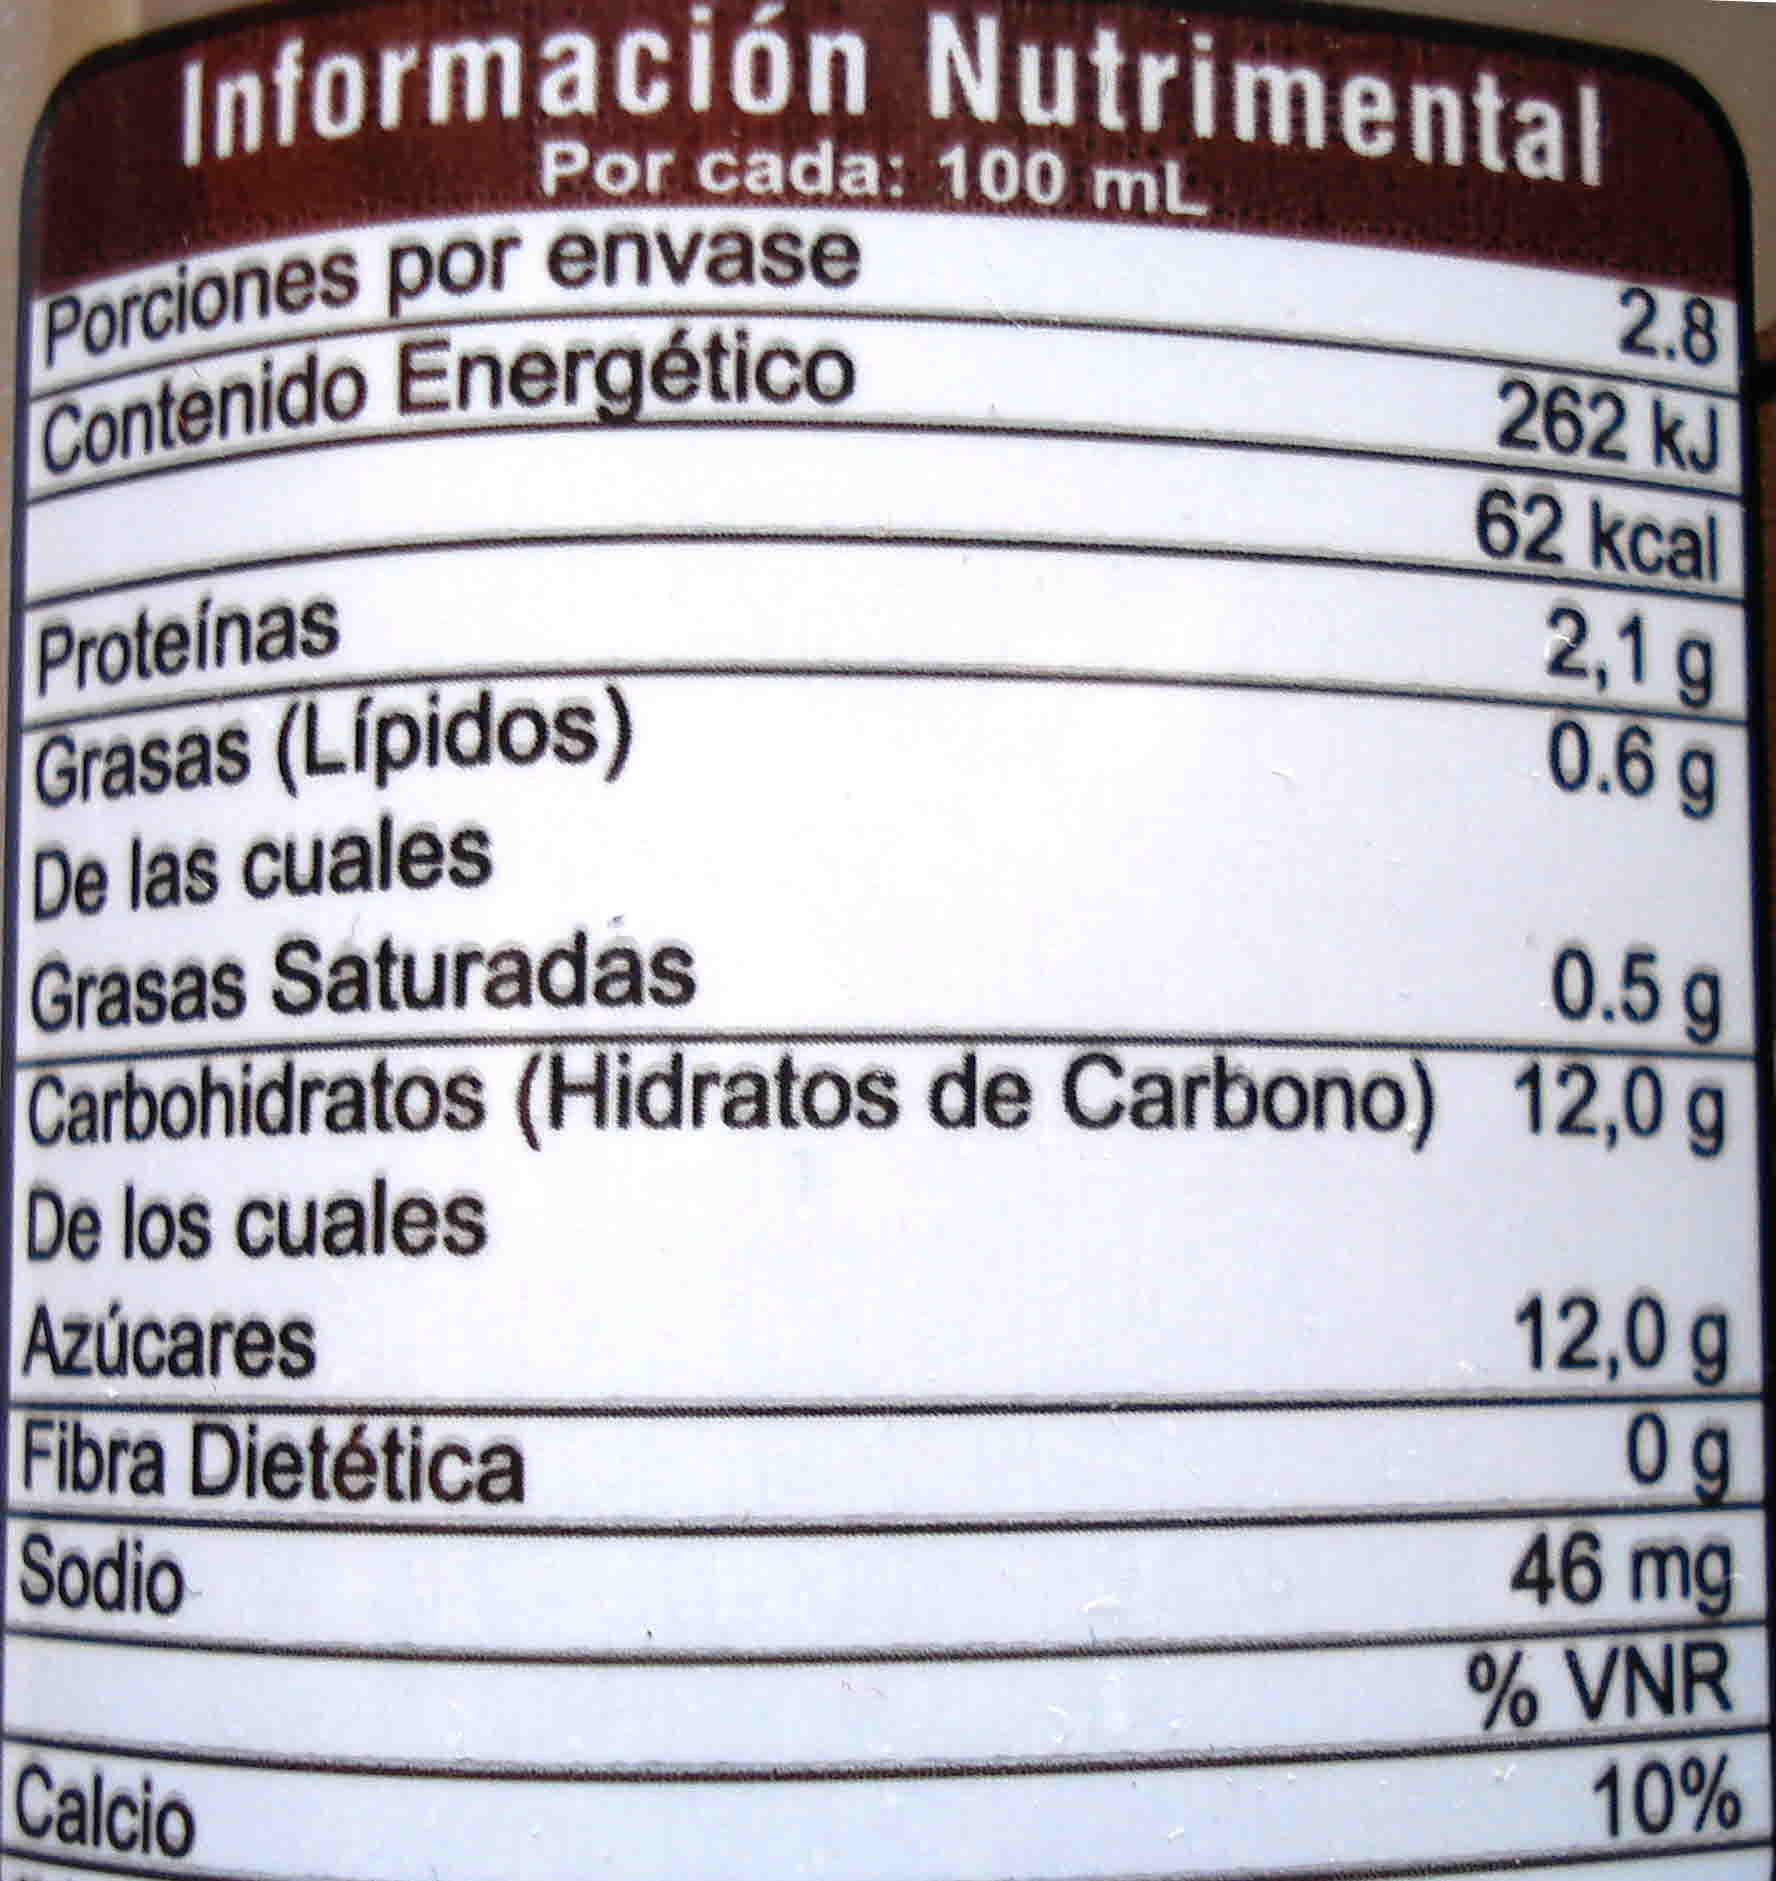 Información Nutrimental
Por cada: 100 mL
Porciones por envase 2.8
Contenido Energético 262 kJ
62 kcal
Proteínas 2,1 g
Grasas (Lípidos) 0.6 g
De las cuales
Grasas Saturadas 0.5 g
Carbohidratos (Hidratos de Carbono) 12,0 g
De los cuales
Azúcares 12,0 g
Fibra Dietética 0 g
Sodio 46 mg
% VNR
Calcio 10%